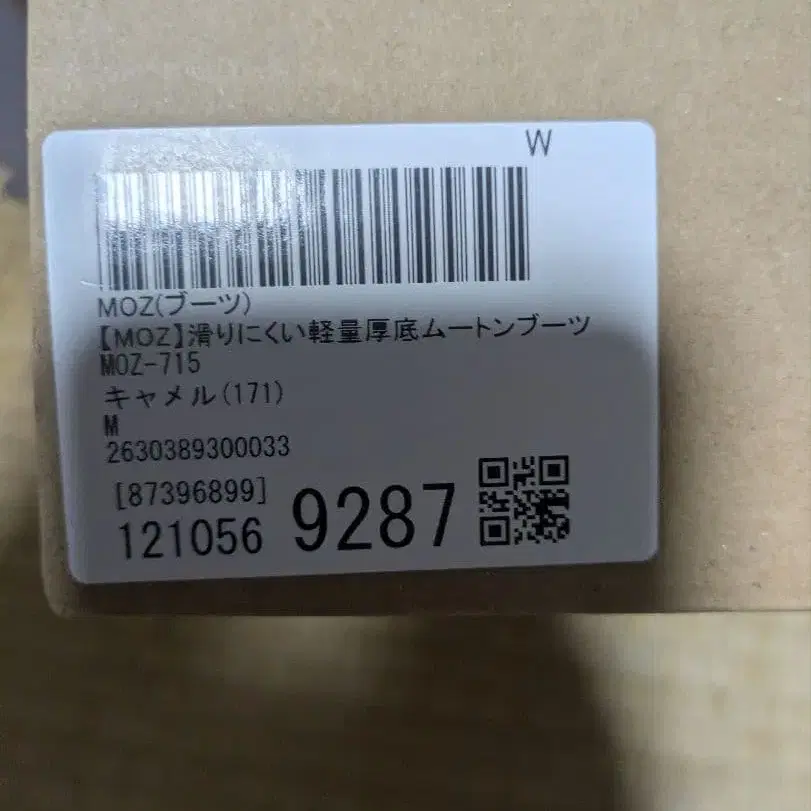 W
MOZ(ブーツ)
【MOZ】滑りにくい軽量厚底ムートンブーツ
MOZ-715
キャメル(171)
M
2630389300033
[87396899]
121056 9287